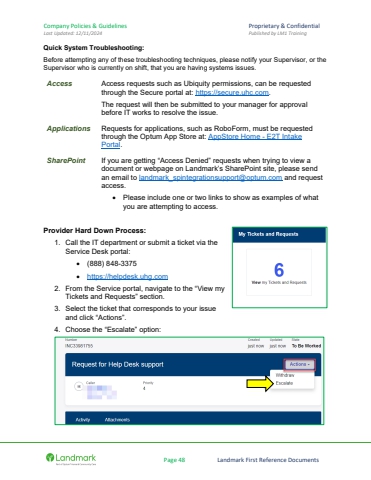 Company Policies & Guidelines
Proprietary & Confidential
Last Updated: 12/11/2024
Published by LMS Training
Quick System Troubleshooting:
Before attempting any of these troubleshooting techniques, please notify your Supervisor, or the
Supervisor who is currently on shift, that you are having systems issues.
Access
Access requests such as Ubiquity permissions, can be requested
through the Secure portal at: https://secure.uhc.com.
The request will then be submitted to your manager for approval
before IT works to resolve the issue.
Applications
Requests for applications, such as RoboForm, must be requested
through the Optum App Store at: AppStore Home - E2T Intake
Portal.
SharePoint
If you are getting “Access Denied” requests when trying to view a
document or webpage on Landmark’s SharePoint site, please send
an email to landmark_spintegrationsupport@optum.com and request
access.
• Please include one or two links to show as examples of what
you are attempting to access.
Provider Hard Down Process:
1. Call the IT department or submit a ticket via the
Service Desk portal:
• (888) 848-3375
• https://helpdesk.uhg.com
2. From the Service portal, navigate to the “View my
Tickets and Requests” section.
3. Select the ticket that corresponds to your issue
and click “Actions”.
4. Choose the “Escalate” option:
My Tickets and Requests
6
View my Tickets and Requests
Number
Created
Updated
State
INC33981755
just now
just now
To Be Worked
Request for Help Desk support
Actions
Withdraw
Escalate
Caller
Priority
4
Activity
Attachments
Landmark
Page 48
Landmark First Reference Documents